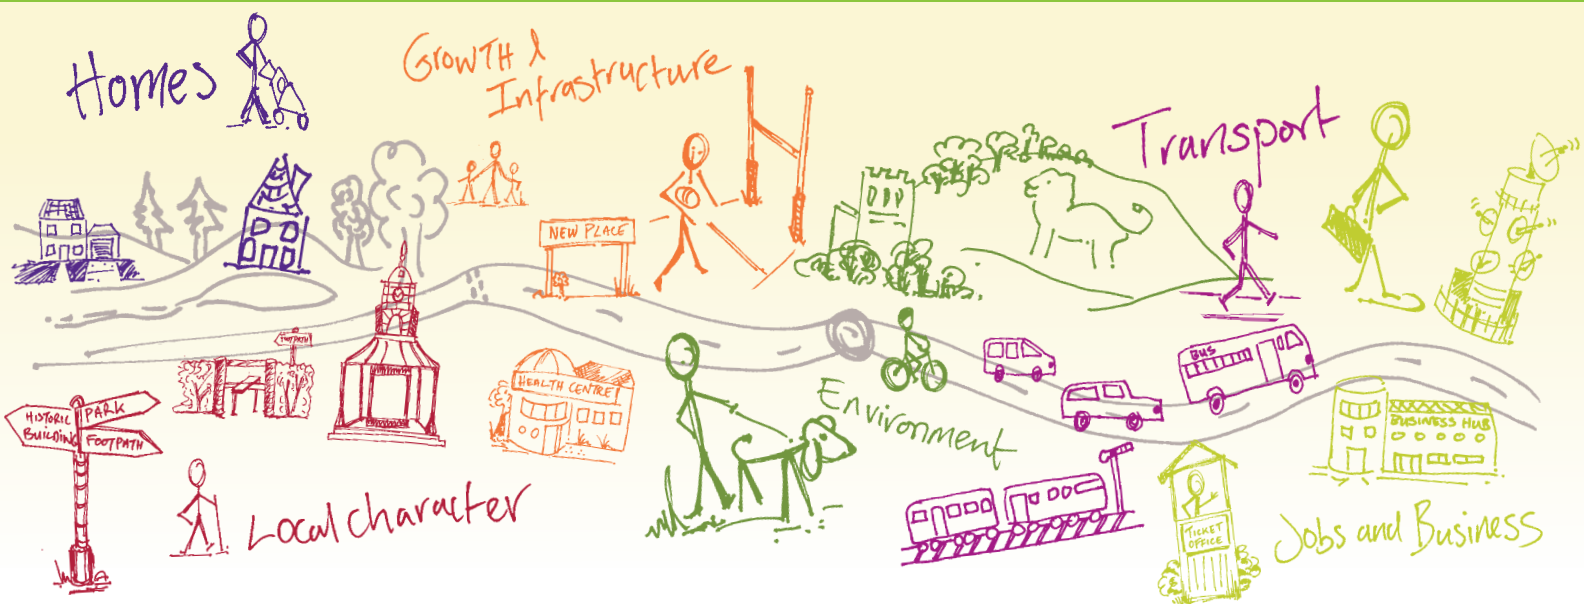 Homes
Growth &
Infrastructure
Transport
NEW PLACE
FOOTPATH
HEALTH CENTRE
BUS
Environment
HISTORIC
BUILDING
PARK
FOOTPATH
Local character
BUSINESS HUB
TICKET
OFFICE
Jobs and Business